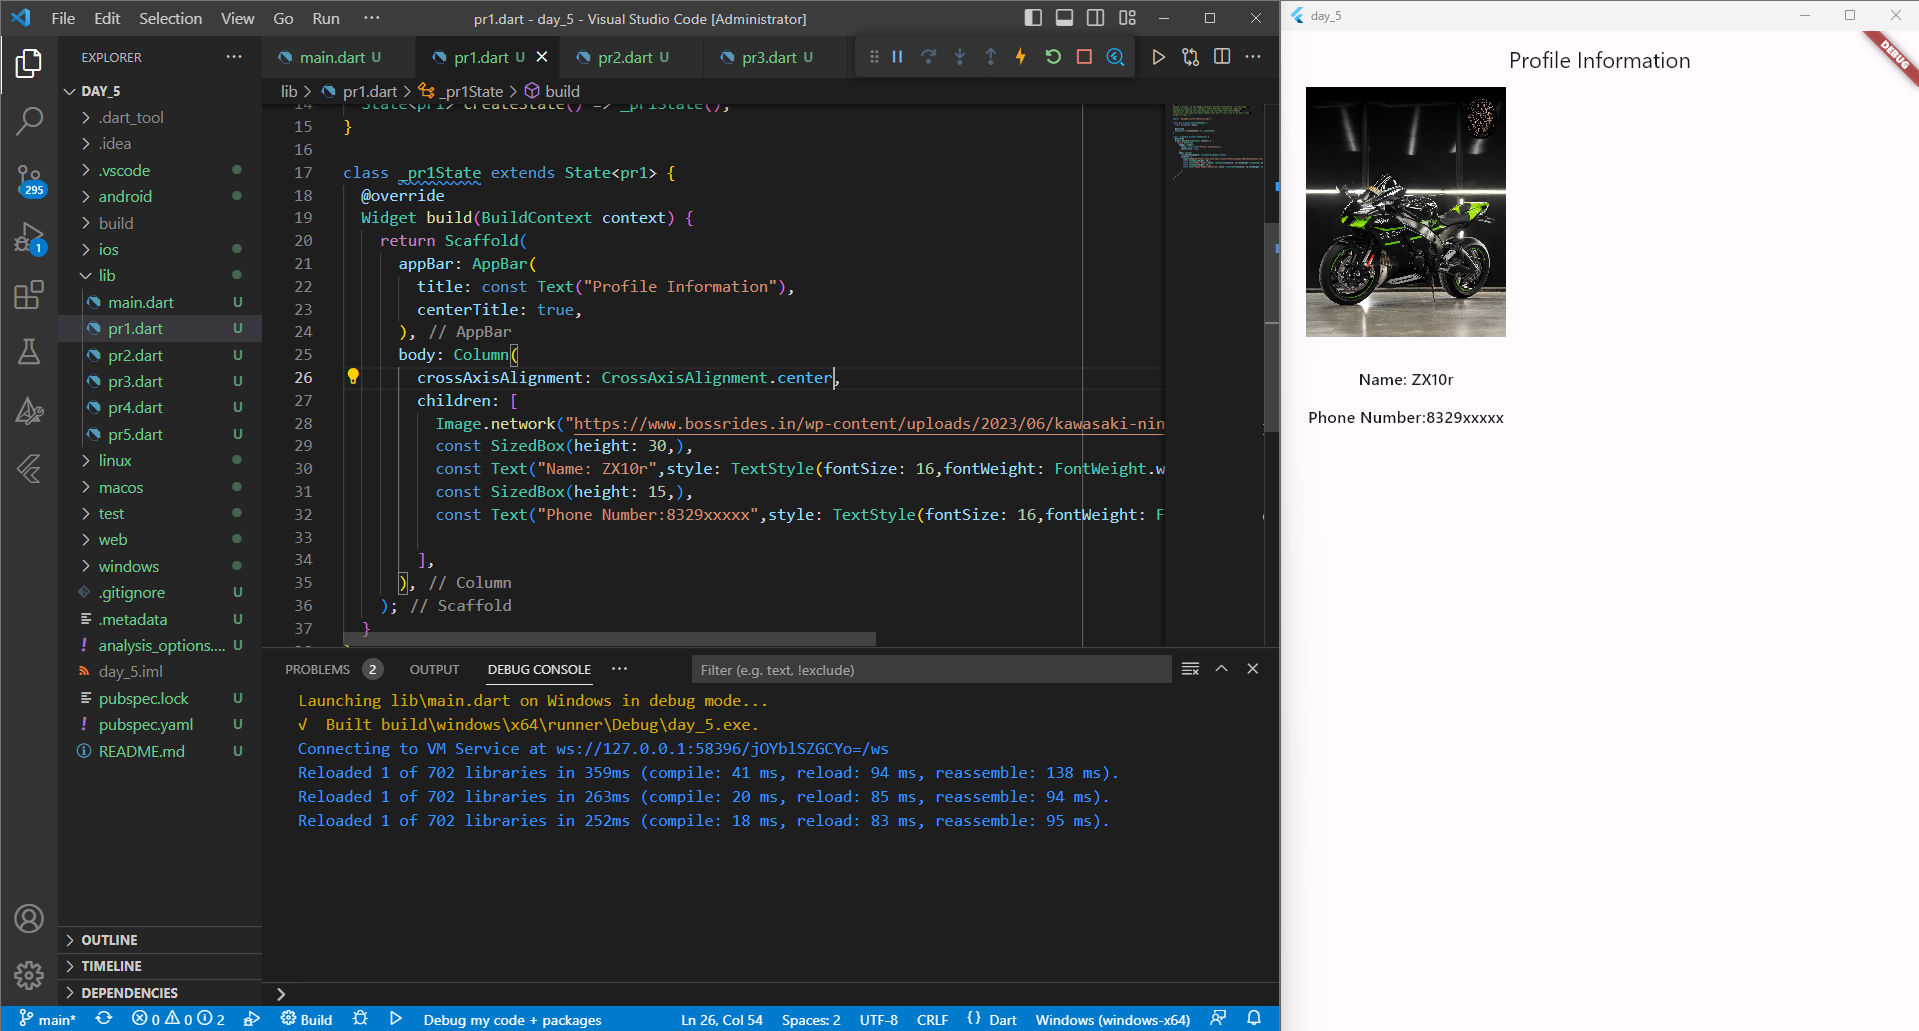 File Edit Selection View Go Run ··· pr1.dart - day_5 - Visual Studio Code [Administrator]
EXPLORER ···
DAY_5
.dart_tool
.idea
.vscode
android
build
ios
lib
main.dart U
pr1.dart U
pr2.dart U
pr3.dart U
pr4.dart U
pr5.dart U
linux
macos
test
web
windows
.gitignore U
.metadata U
analysis_options.... U
day_5.iml
pubspec.lock U
pubspec.yaml U
README.md U
OUTLINE
TIMELINE
DEPENDENCIES
295
1
main.dart U pr1.dart U pr2.dart U pr3.dart U
lib > pr1.dart > _pr1State > build
14 State<pr1> createState() => _pr1State();
15 }
16
17 class _pr1State extends State<pr1> {
18 @override
19 Widget build(BuildContext context) {
20 return Scaffold(
21 appBar: AppBar(
22 title: const Text("Profile Information"),
23 centerTitle: true,
24 ), // AppBar
25 body: Column(
26 crossAxisAlignment: CrossAxisAlignment.center,
27 children: [
28 Image.network("https://www.bossrides.in/wp-content/uploads/2023/06/kawasaki-nin
29 const SizedBox(height: 30,),
30 const Text("Name: ZX10r",style: TextStyle(fontSize: 16,fontWeight: FontWeight.w
31 const SizedBox(height: 15,),
32 const Text("Phone Number:8329xxxxx",style: TextStyle(fontSize: 16,fontWeight: F
33
34 ],
35 ), // Column
36 ); // Scaffold
37 }
PROBLEMS 2 OUTPUT DEBUG CONSOLE ··· Filter (e.g. text, !exclude)
Launching lib\main.dart on Windows in debug mode...
√ Built build\windows\x64\runner\Debug\day_5.exe.
Connecting to VM Service at ws://127.0.0.1:58396/jOYblSZGCYo=/ws
Reloaded 1 of 702 libraries in 359ms (compile: 41 ms, reload: 94 ms, reassemble: 138 ms).
Reloaded 1 of 702 libraries in 263ms (compile: 20 ms, reload: 85 ms, reassemble: 94 ms).
Reloaded 1 of 702 libraries in 252ms (compile: 18 ms, reload: 83 ms, reassemble: 95 ms).
>
main* 0 0 2 Build Debug my code + packages Ln 26, Col 54 Spaces: 2 UTF-8 CRLF {} Dart Windows (windows-x64)
day_5
DEBUG
Profile Information
Name: ZX10r
Phone Number:8329xxxxx